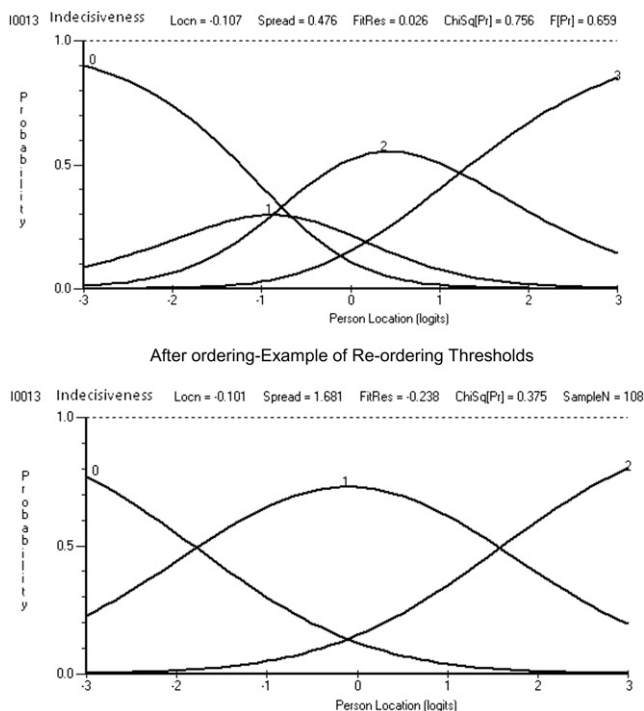 I0013 Indecisiveness Locn = -0.107 Spread = 0.476 FitRes = 0.026 ChiSq[Pr] = 0.756 F[Pr] = 0.659
1.0
0
3
Probability
2
0.5
1
0.0
-3 -2 -1 0 1 2 3
Person Location (logits)
After ordering-Example of Re-ordering Thresholds
I0013 Indecisiveness Locn = -0.101 Spread = 1.681 FitRes = -0.238 ChiSq[Pr] = 0.375 SampleN = 108
1.0
0 1 2
Probability
0.5
0.0
-3 -2 -1 0 1 2 3
Person Location (logits)